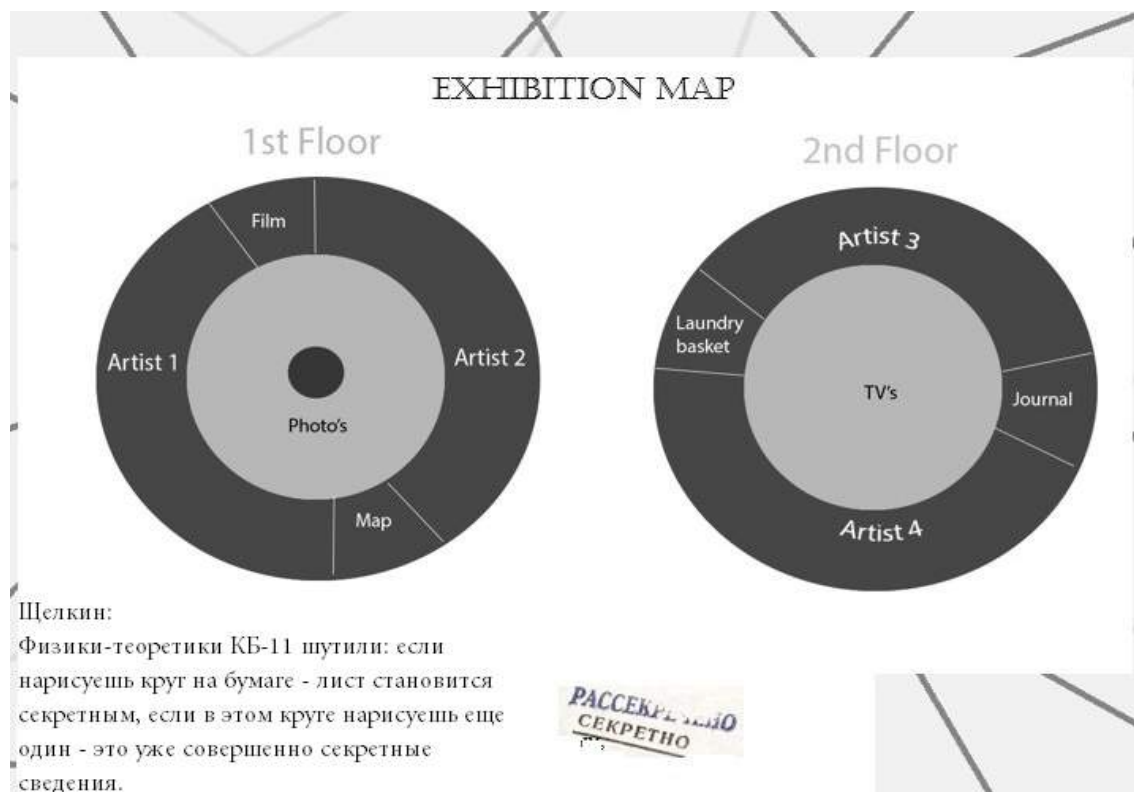 EXHIBITION MAP
1st Floor
Film
Artist 1
Artist 2
Photo's
Map
2nd Floor
Artist 3
Laundry
basket
TV's
Journal
Artist 4
Щелкин:
Физики-теоретики КБ-11 шутили: если
нарисуешь круг на бумаге - лист становится
секретным, если в этом круге нарисуешь еще
один - это уже совершенно секретные
сведения.
СЕКРЕТНО